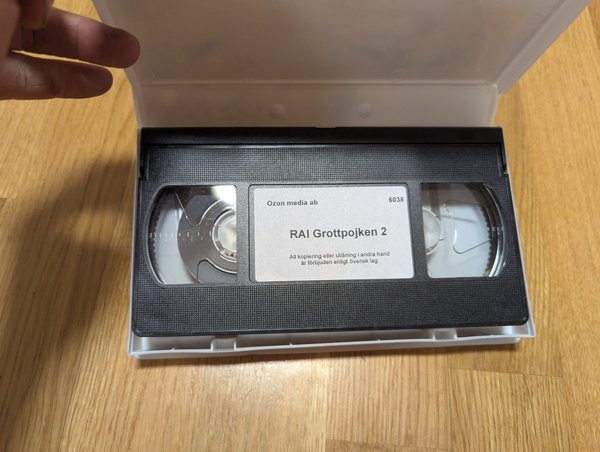 Ozon media ab 6038
RAI Grottpojken 2
All kopiering eller utlåning i andra hand
är förbjuden enligt Svensk lag.